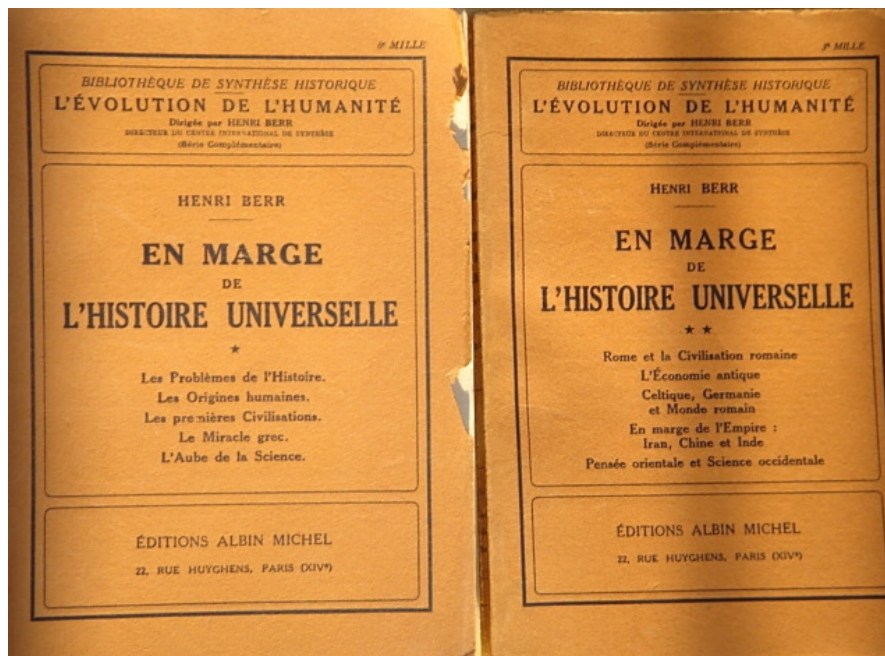 8e MILLE
BIBLIOTHÈQUE DE SYNTHÈSE HISTORIQUE
L'ÉVOLUTION DE L'HUMANITÉ
Dirigée par HENRI BERR
DIRECTEUR DU CENTRE INTERNATIONAL DE SYNTHÈSE
(Série Complémentaire)
HENRI BERR
EN MARGE
DE
L'HISTOIRE UNIVERSELLE
★
Les Problèmes de l'Histoire.
Les Origines humaines.
Les premières Civilisations.
Le Miracle grec.
L'Aube de la Science.
ÉDITIONS ALBIN MICHEL
22, RUE HUYGHENS, PARIS (XIVe)
MILLE
BIBLIOTHÈQUE DE SYNTHÈSE HISTORIQUE
L'ÉVOLUTION DE L'HUMANITÉ
Dirigée par HENRI BERR
DIRECTEUR DU CENTRE INTERNATIONAL DE SYNTHÈSE
(Série Complémentaire)
HENRI BERR
EN MARGE
DE
L'HISTOIRE UNIVERSELLE
★ ★
Rome et la Civilisation romaine
L'Économie antique
Celtique, Germanie
et Monde romain
En marge de l'Empire :
Iran, Chine et Inde
Pensée orientale et Science occidentale
ÉDITIONS ALBIN MICHEL
22, RUE HUYGHENS, PARIS (XIVe)